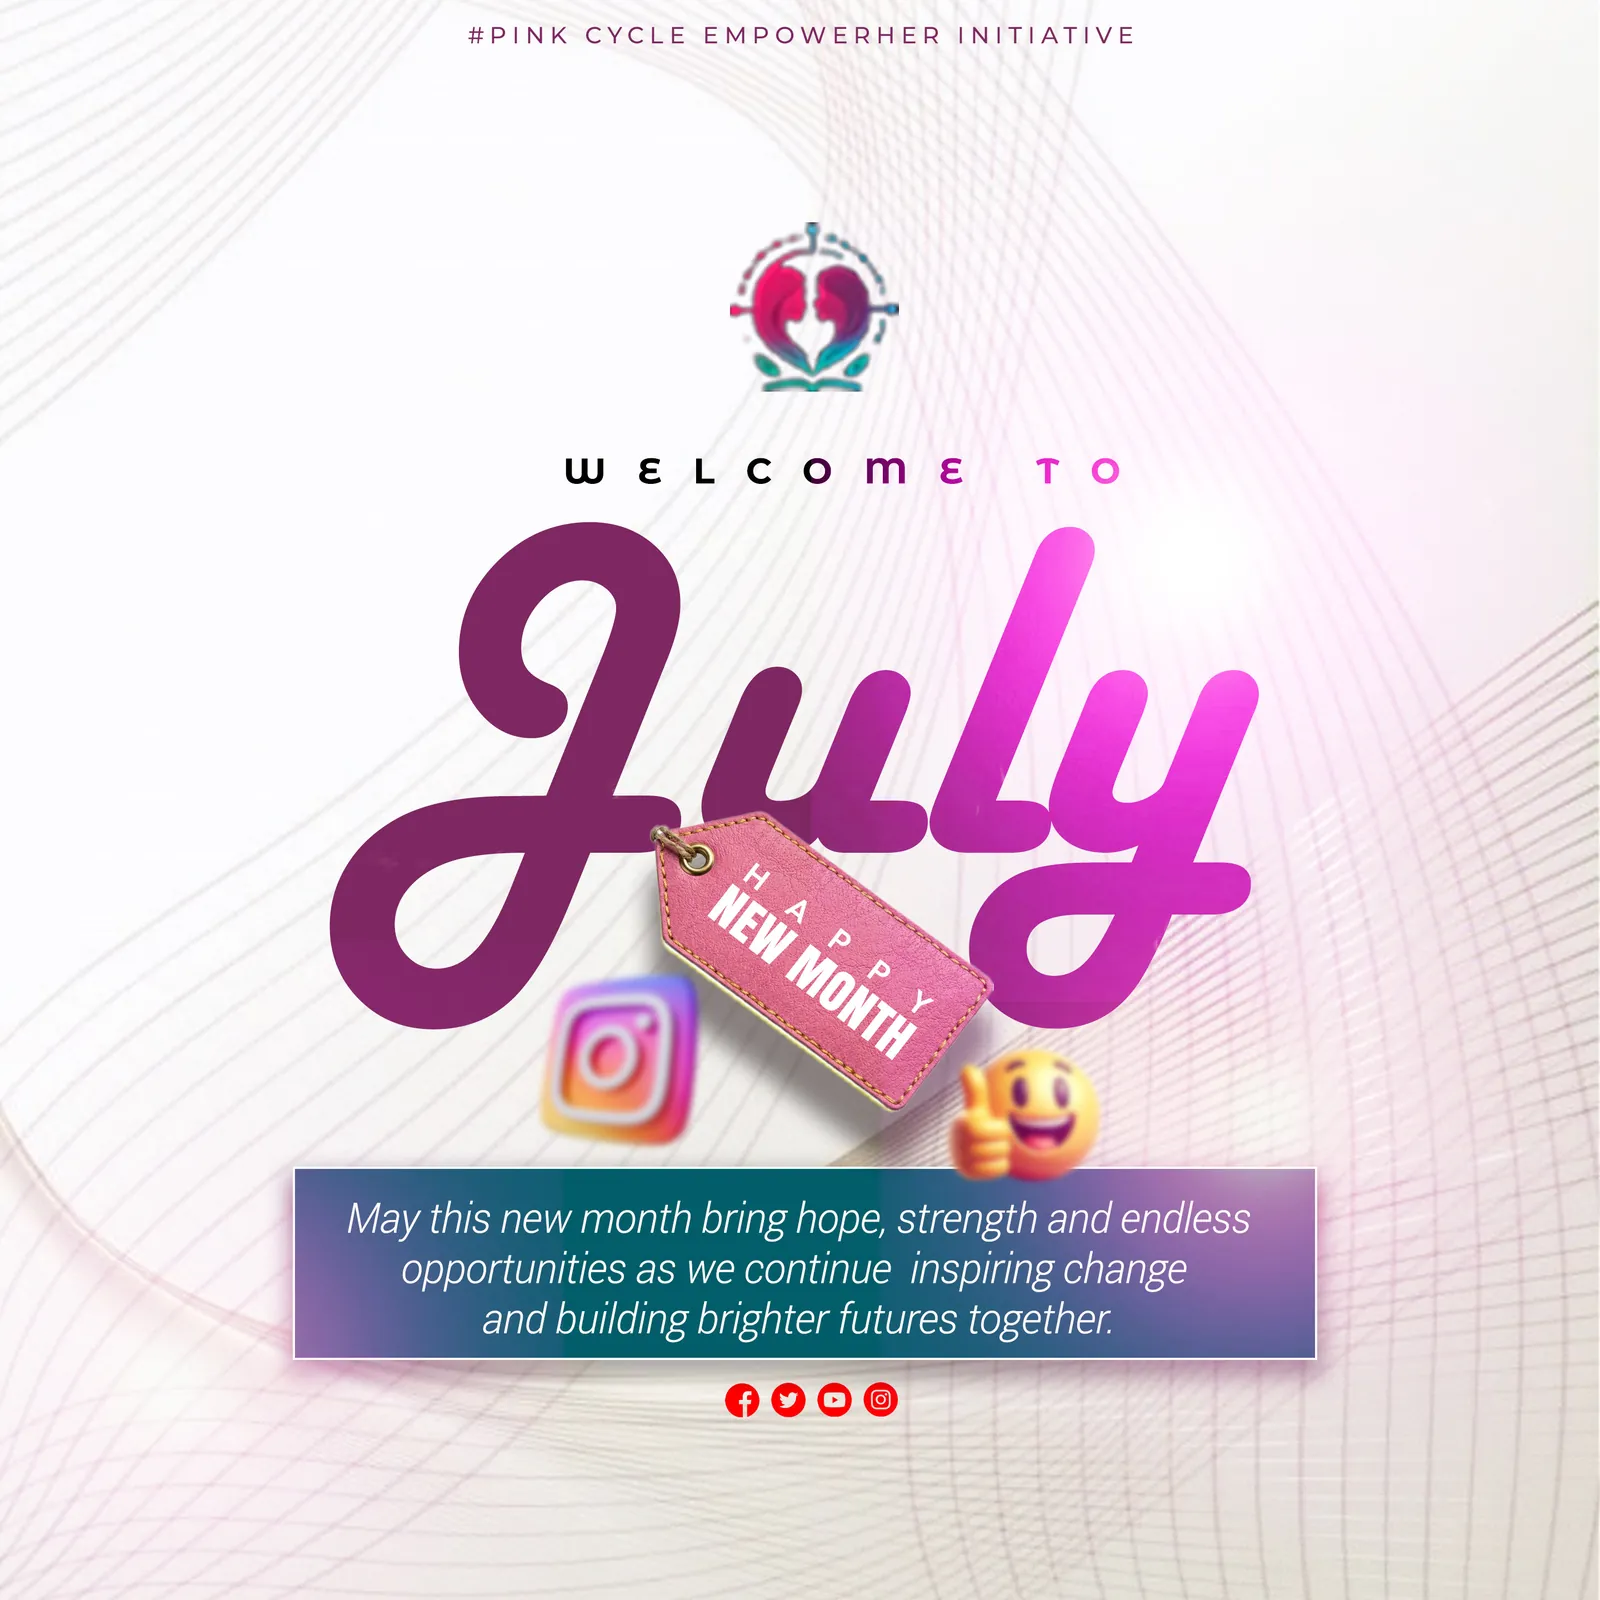 #PINK CYCLE EMPOWERHER INITIATIVE
WELCOME TO
July
HAPPY
NEW MONTH
May this new month bring hope, strength and endless
opportunities as we continue  inspiring change
and building brighter futures together.